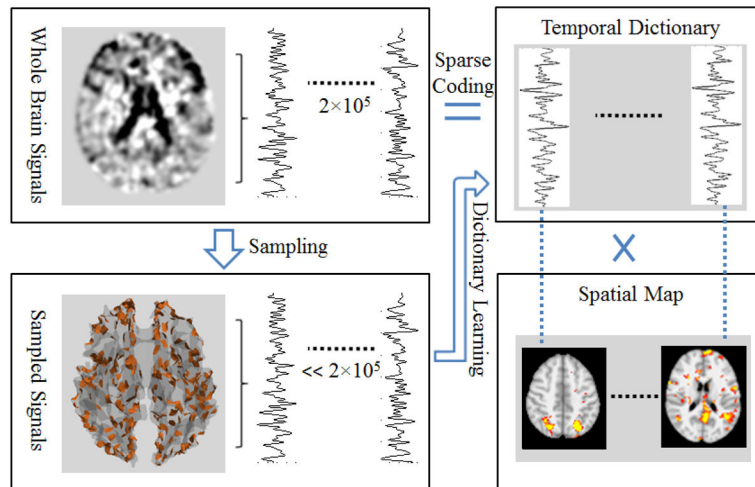 Whole Brain Signals
2×10⁵
Sparse
Coding
Temporal Dictionary
Sampling
Dictionary Learning
Sampled Signals
<< 2×10⁵
Spatial Map